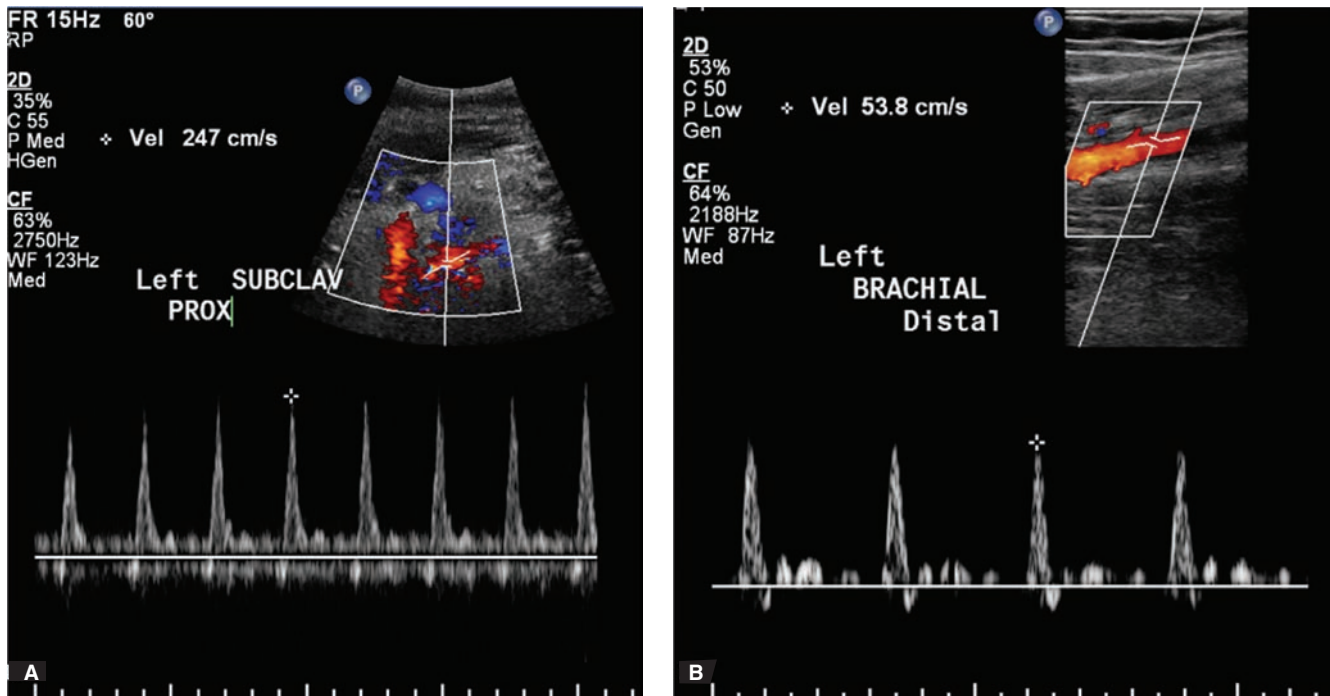 FR 15Hz 60°
RP
2D
35%
C 55
P Med
HGen
Vel 247 cm/s
CF
63%
2750Hz
WF 123Hz
Med
P
Left SUBCLAV
PROX
A
P
2D
53%
C 50
P Low
Gen
Vel 53.8 cm/s
CF
64%
2188Hz
WF 87Hz
Med
Left
BRACHIAL
Distal
B